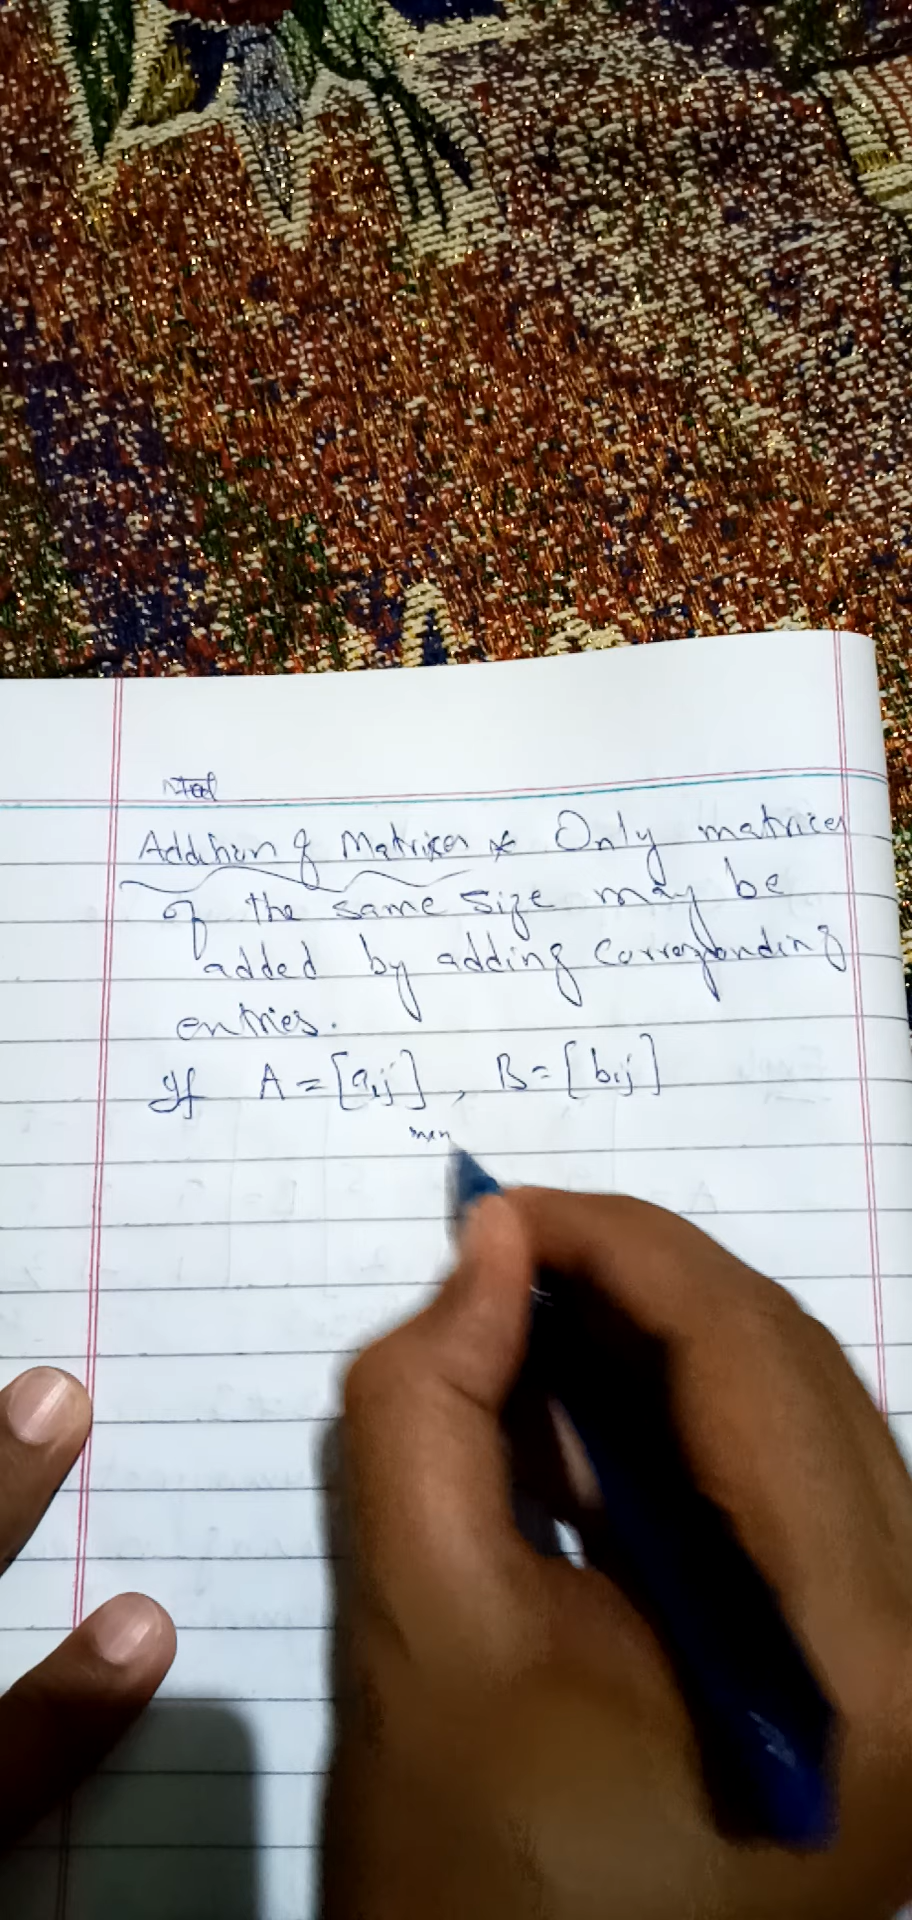 Addition of Matrices * Only matrices
of the same size may be
added by adding corresponding
entries.
If A = [aij], B = [bij]
mxn